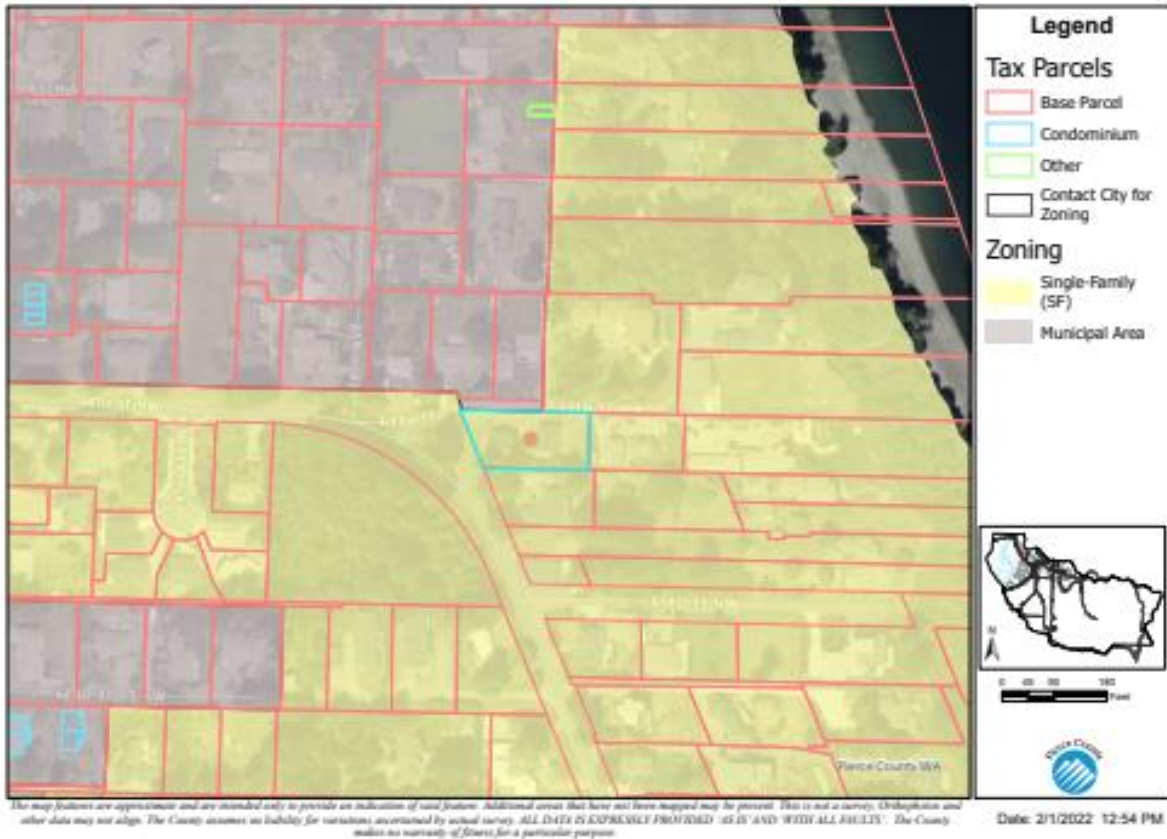 Legend
Tax Parcels
Base Parcel
Condominium
Other
Contact City for
Zoning
Zoning
Single-Family
(SF)
Municipal Area
N
0
180
Feet
Pierce County
Pierce County WA
The map features are approximate and are intended only to provide an indication of said feature. Additional areas that have not been mapped may be present. This is not a survey. Orthophotos and
other data may not align. The County assumes no liability for variations ascertained by actual survey. ALL DATA IS EXPRESSLY PROVIDED 'AS IS' AND 'WITH ALL FAULTS'. The County
makes no warranty of fitness for a particular purpose.
Date: 2/1/2022 12:54 PM